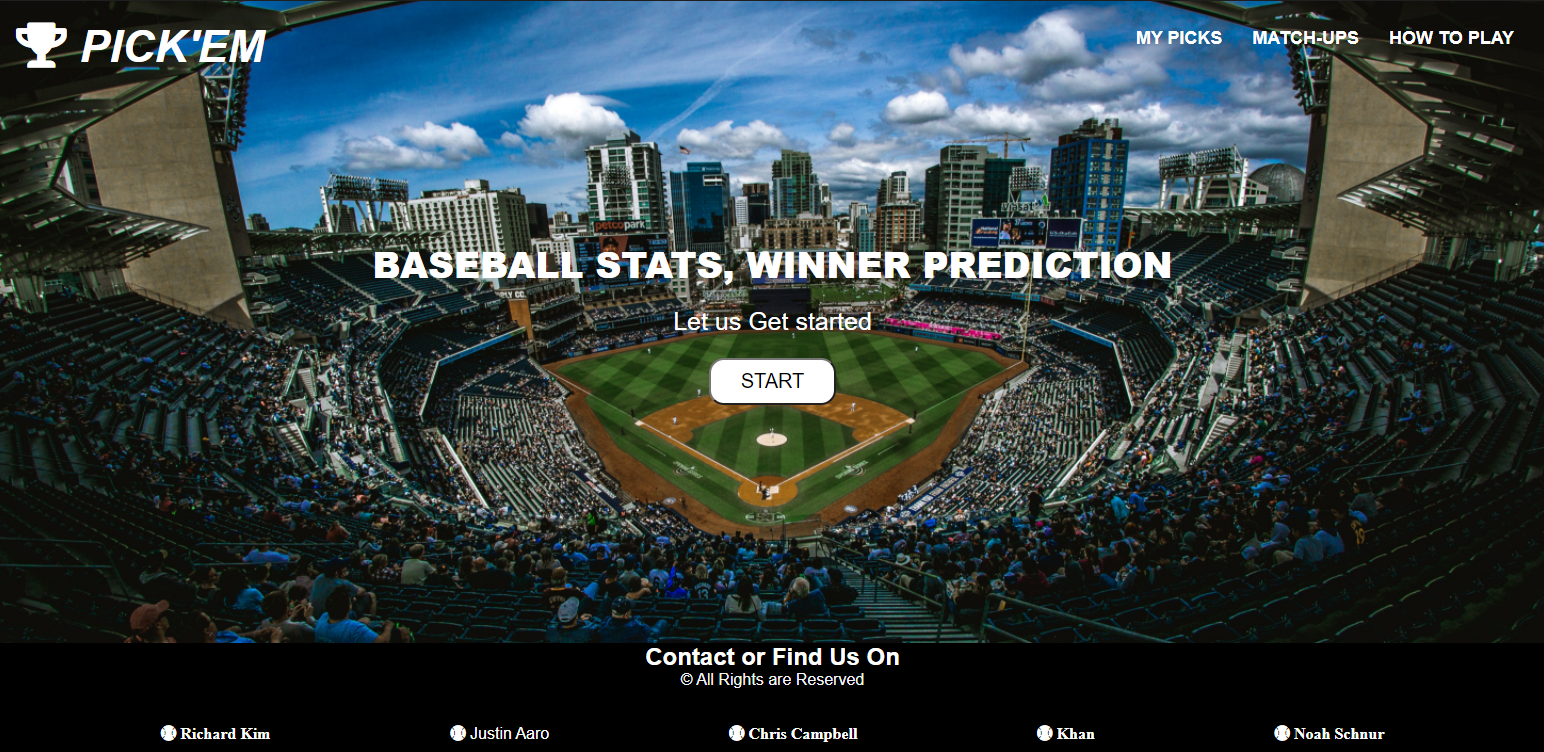 PICK'EM
MY PICKS MATCH-UPS HOW TO PLAY
petco park
BASEBALL STATS, WINNER PREDICTION
Let us Get started
START
Contact or Find Us On
© All Rights are Reserved
Richard Kim Justin Aaro Chris Campbell Khan Noah Schnur